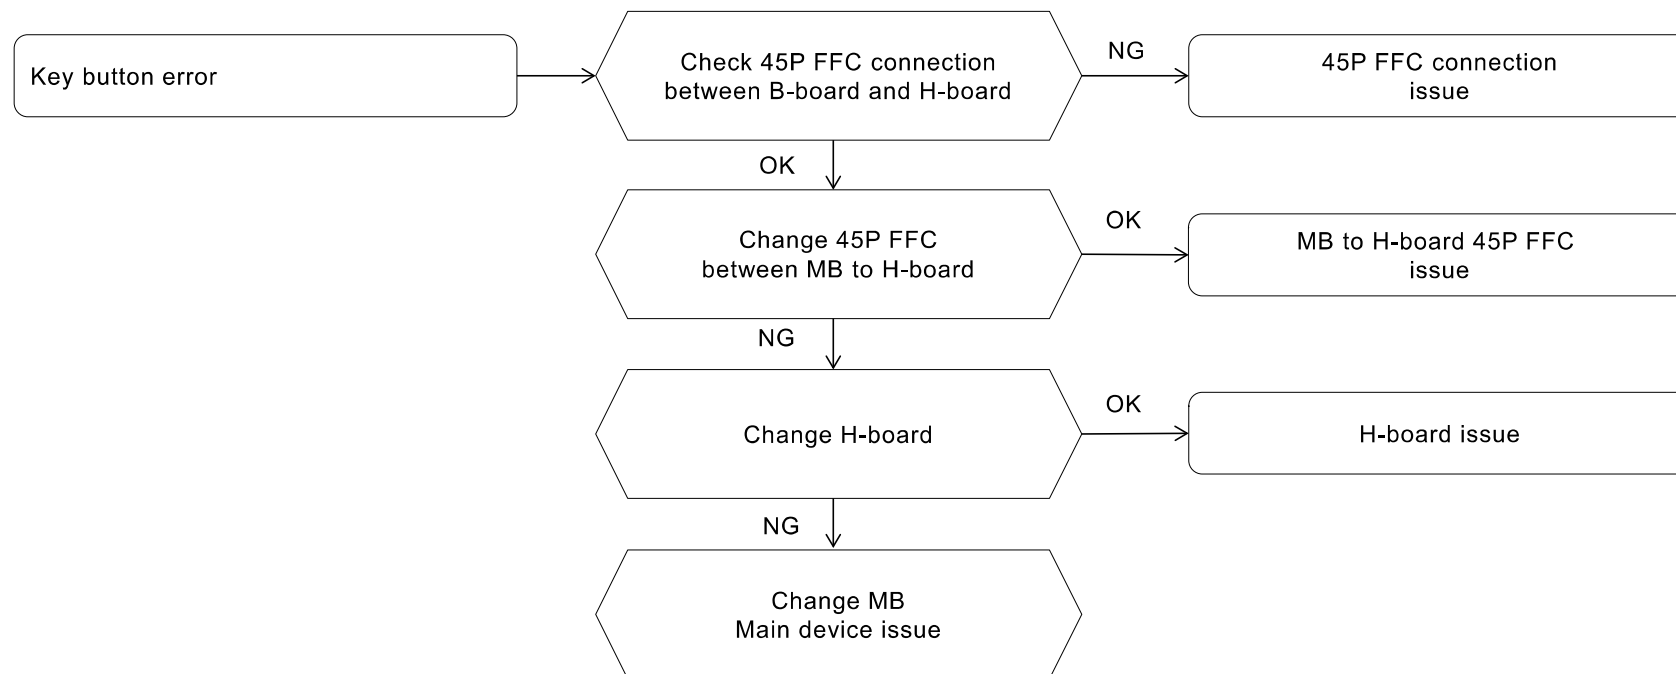 Key button error
Check 45P FFC connection
between B-board and H-board
NG
45P FFC connection
issue
OK
Change 45P FFC
between MB to H-board
OK
MB to H-board 45P FFC
issue
NG
Change H-board
OK
H-board issue
NG
Change MB
Main device issue